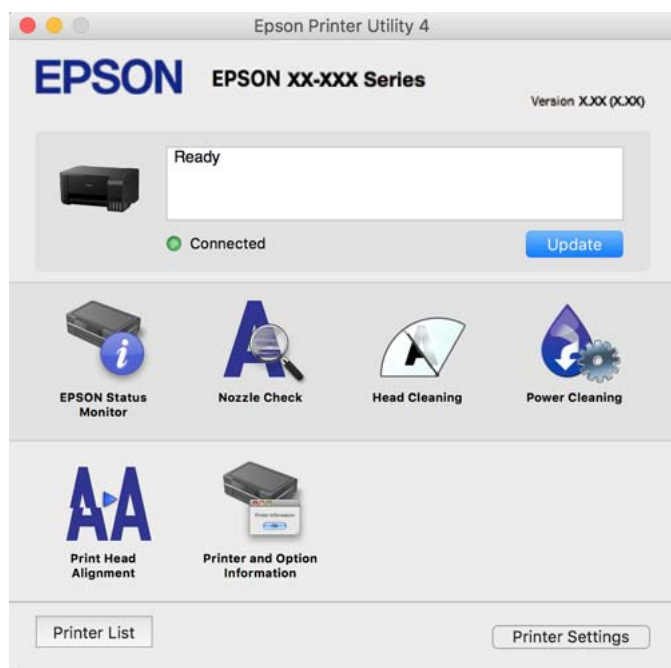 Epson Printer Utility 4
EPSON
EPSON XX-XXX Series
Version X.XX (X.XX)
Ready
Connected
Update
EPSON Status
Monitor
Nozzle Check
Head Cleaning
Power Cleaning
Print Head
Alignment
Printer and Option
Information
Printer List
Printer Settings